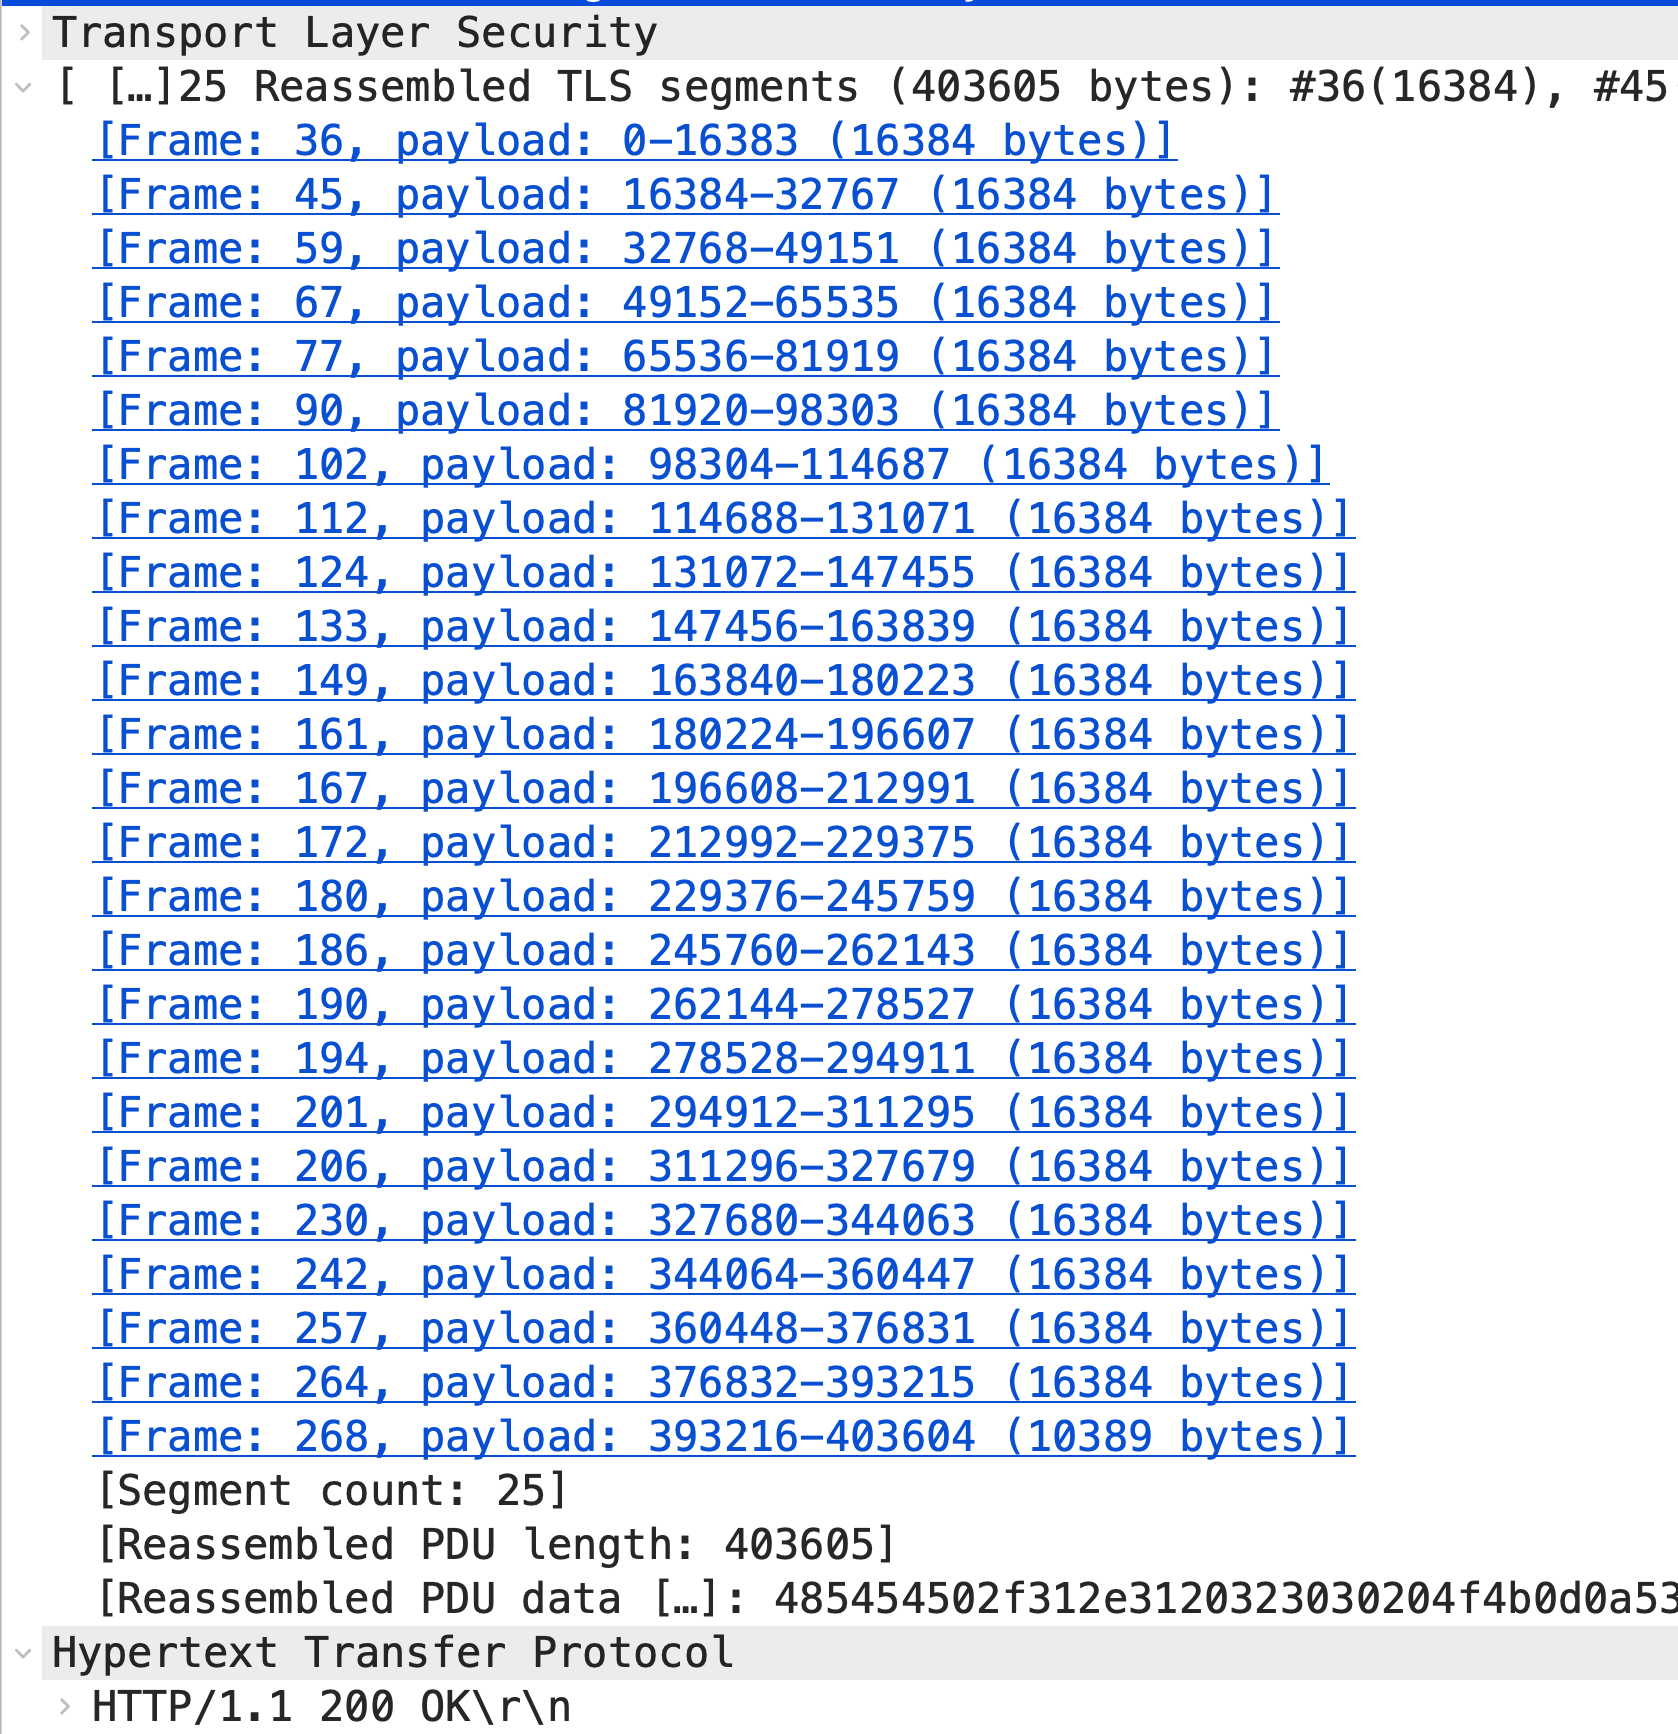 Transport Layer Security
[ […]25 Reassembled TLS segments (403605 bytes): #36(16384), #45
[Frame: 36, payload: 0-16383 (16384 bytes)]
[Frame: 45, payload: 16384-32767 (16384 bytes)]
[Frame: 59, payload: 32768-49151 (16384 bytes)]
[Frame: 67, payload: 49152-65535 (16384 bytes)]
[Frame: 77, payload: 65536-81919 (16384 bytes)]
[Frame: 90, payload: 81920-98303 (16384 bytes)]
[Frame: 102, payload: 98304-114687 (16384 bytes)]
[Frame: 112, payload: 114688-131071 (16384 bytes)]
[Frame: 124, payload: 131072-147455 (16384 bytes)]
[Frame: 133, payload: 147456-163839 (16384 bytes)]
[Frame: 149, payload: 163840-180223 (16384 bytes)]
[Frame: 161, payload: 180224-196607 (16384 bytes)]
[Frame: 167, payload: 196608-212991 (16384 bytes)]
[Frame: 172, payload: 212992-229375 (16384 bytes)]
[Frame: 180, payload: 229376-245759 (16384 bytes)]
[Frame: 186, payload: 245760-262143 (16384 bytes)]
[Frame: 190, payload: 262144-278527 (16384 bytes)]
[Frame: 194, payload: 278528-294911 (16384 bytes)]
[Frame: 201, payload: 294912-311295 (16384 bytes)]
[Frame: 206, payload: 311296-327679 (16384 bytes)]
[Frame: 230, payload: 327680-344063 (16384 bytes)]
[Frame: 242, payload: 344064-360447 (16384 bytes)]
[Frame: 257, payload: 360448-376831 (16384 bytes)]
[Frame: 264, payload: 376832-393215 (16384 bytes)]
[Frame: 268, payload: 393216-403604 (10389 bytes)]
[Segment count: 25]
[Reassembled PDU length: 403605]
[Reassembled PDU data […]: 485454502f312e3120323030204f4b0d0a53
Hypertext Transfer Protocol
HTTP/1.1 200 OK\r\n